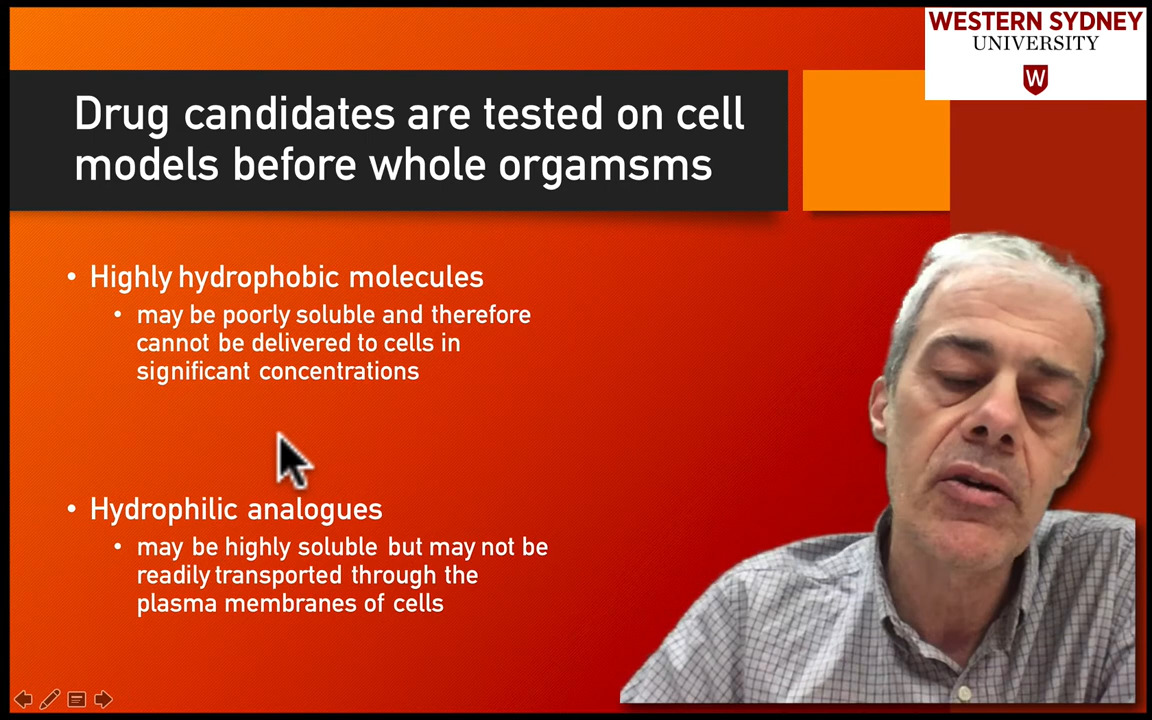 WESTERN SYDNEY
UNIVERSITY
W
Drug candidates are tested on cell
models before whole orgamsms
• Highly hydrophobic molecules
• may be poorly soluble and therefore
cannot be delivered to cells in
significant concentrations
• Hydrophilic analogues
• may be highly soluble but may not be
readily transported through the
plasma membranes of cells